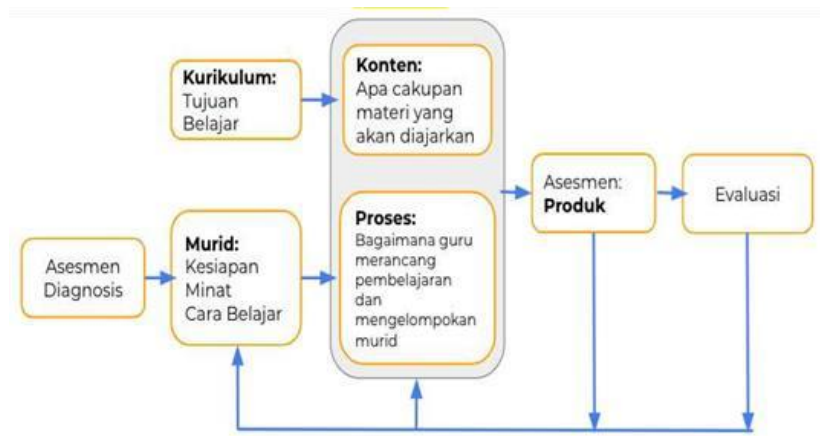 Kurikulum:
Tujuan
Belajar
Konten:
Apa cakupan
materi yang
akan diajarkan
Asesmen
Diagnosis
Murid:
Kesiapan
Minat
Cara Belajar
Proses:
Bagaimana guru
merancang
pembelajaran
dan
mengelompokan
murid
Asesmen:
Produk
Evaluasi